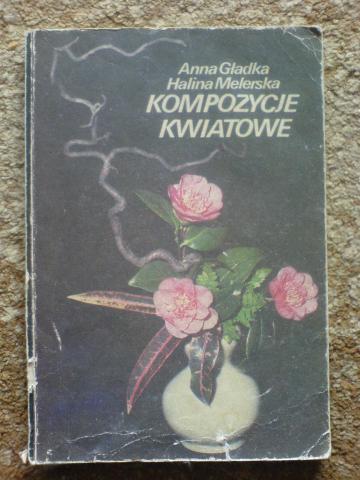 Anna Gładka
Halina Melerska
KOMPOZYCJE
KWIATOWE